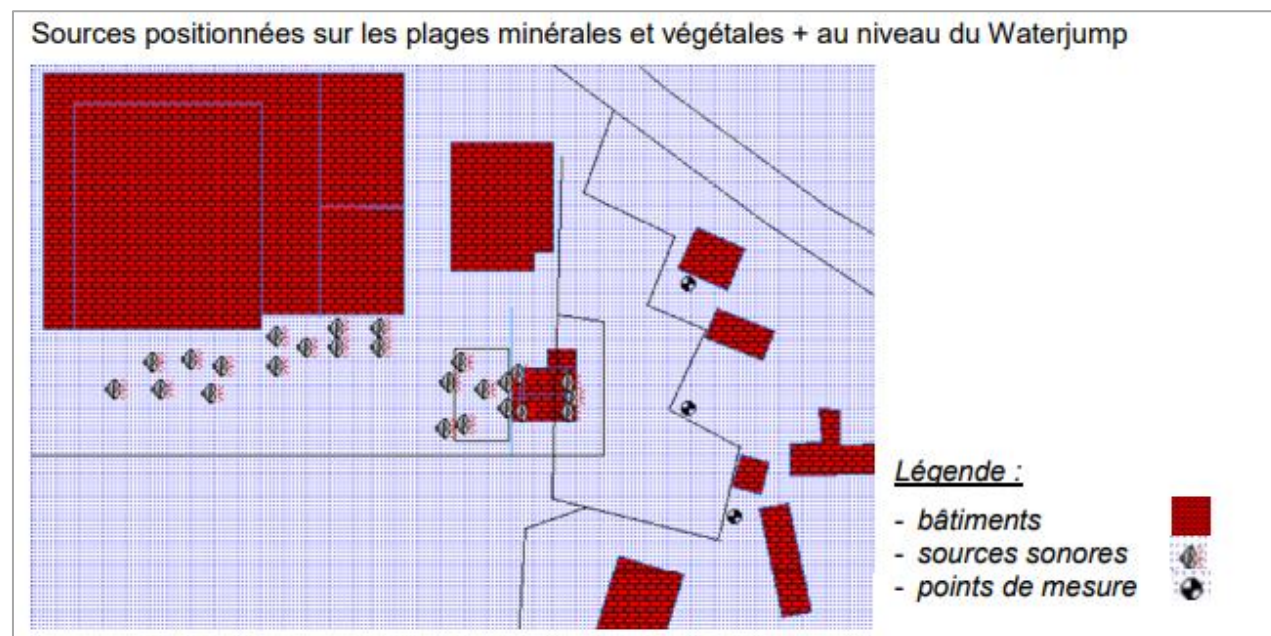 Sources positionnées sur les plages minérales et végétales + au niveau du Waterjump
Légende :
- bâtiments
- sources sonores
- points de mesure